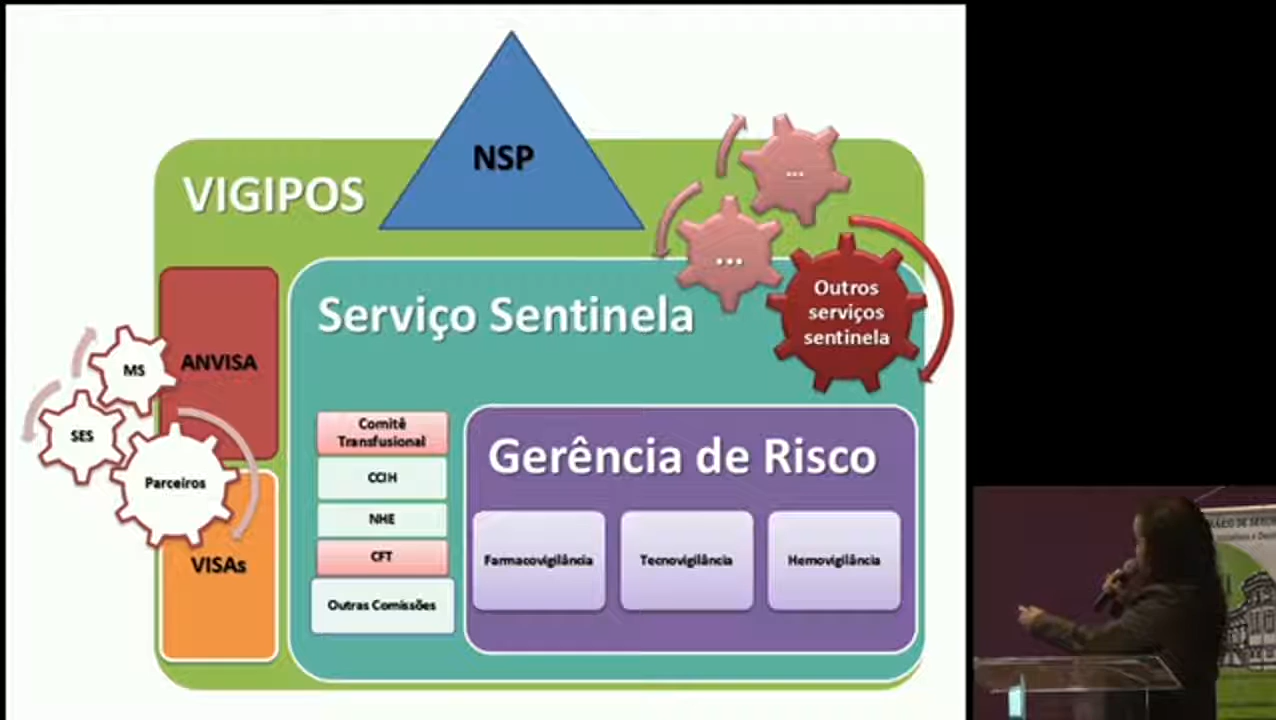 NSP
VIGIPOS
...
...
Outros
serviços
sentinela
Serviço Sentinela
ANVISA
MS
SES
Parceiros
VISAs
Comitê
Transfusional
CCIH
NHE
CFT
Outras Comissões
Gerência de Risco
Farmacovigilância
Tecnovigilância
Hemovigilância